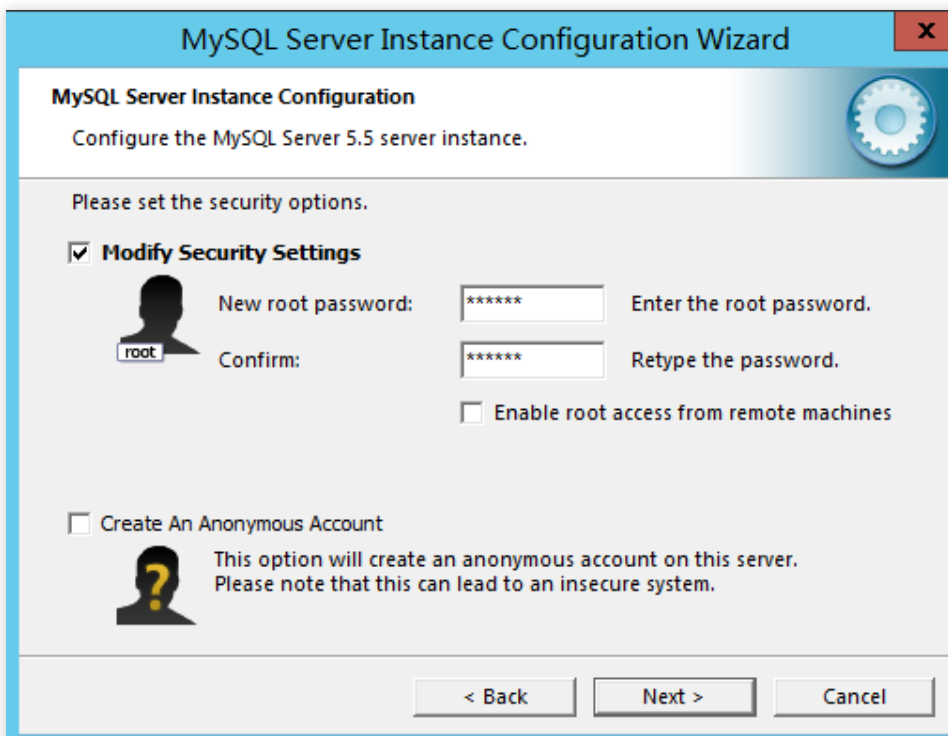 MySQL Server Instance Configuration Wizard
x
MySQL Server Instance Configuration
Configure the MySQL Server 5.5 server instance.
Please set the security options.
Modify Security Settings
root
New root password: ****** Enter the root password.
Confirm: ****** Retype the password.
Enable root access from remote machines
Create An Anonymous Account
?
This option will create an anonymous account on this server.
Please note that this can lead to an insecure system.
< Back Next > Cancel